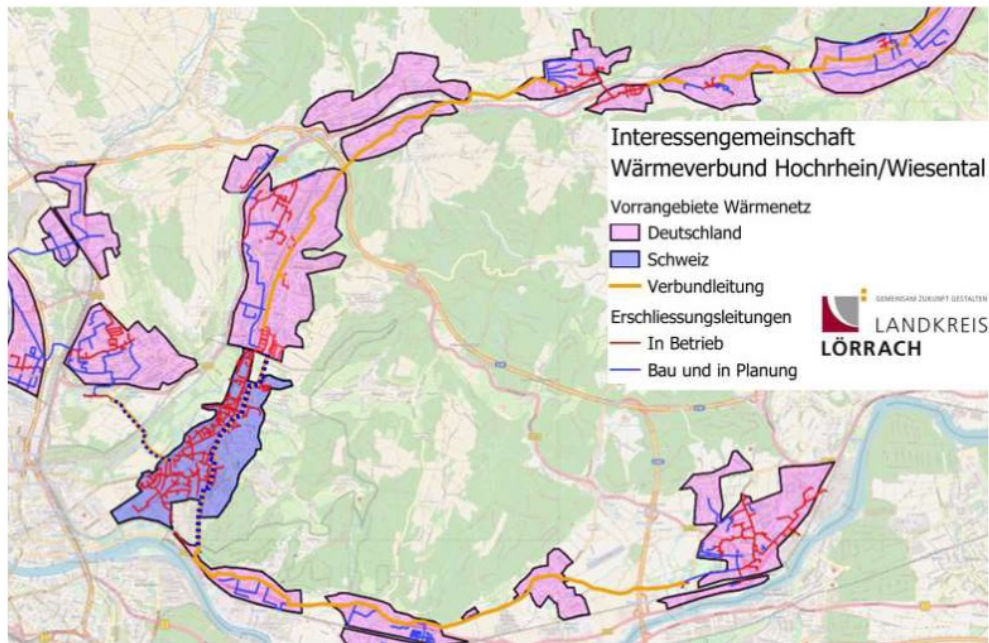 Interessengemeinschaft
Wärmeverbund Hochrhein/Wiesental
Vorrangebiete Wärmenetz
Deutschland
Schweiz
Verbundleitung
Erschliessungsleitungen
In Betrieb
Bau und in Planung
GEMEINSAM ZUKUNFT GESTALTEN
LANDKREIS
LÖRRACH